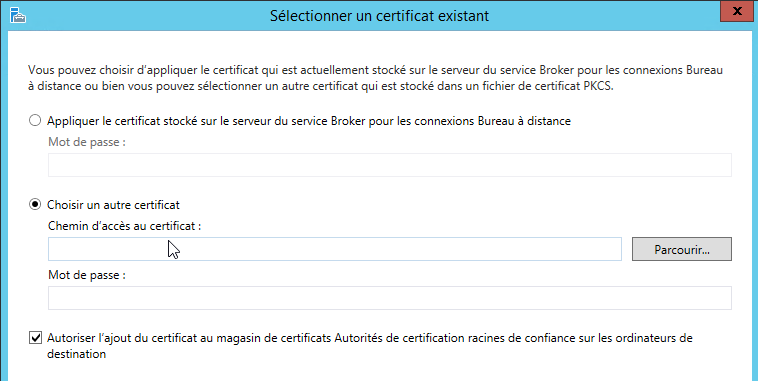 Sélectionner un certificat existant
Vous pouvez choisir d'appliquer le certificat qui est actuellement stocké sur le serveur du service Broker pour les connexions Bureau
à distance ou bien vous pouvez sélectionner un autre certificat qui est stocké dans un fichier de certificat PKCS.
Appliquer le certificat stocké sur le serveur du service Broker pour les connexions Bureau à distance
Mot de passe :
Choisir un autre certificat
Chemin d'accès au certificat :
Parcourir...
Mot de passe :
Autoriser l'ajout du certificat au magasin de certificats Autorités de certification racines de confiance sur les ordinateurs de
destination